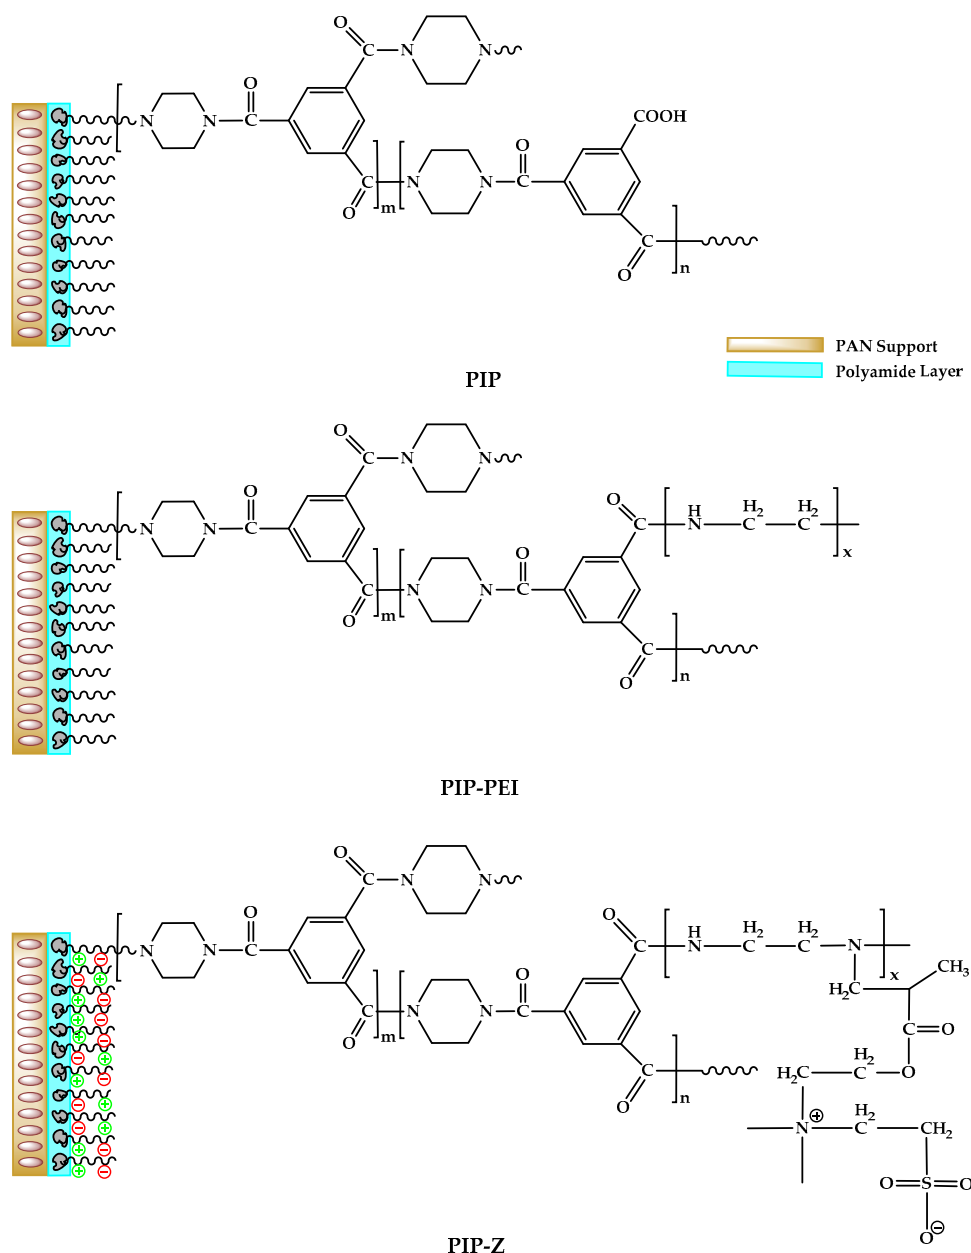 O
C N N
O
N N C
COOH
O
C m N N C
O
C
O n
PAN Support
Polyamide Layer
PIP
O
C N N
O
O H H2 H2
N C C
N N C C
x
O
C m N N C
O
C
n
O
PIP-PEI
O
C N N
O
O H H2 H2
N C C N
N N C C
x CH3
H2C
O
C m N N C C O
O
H2
C H2C C O
n
O
H2
N ⊕ C CH2
O S O
O ⊖
PIP-Z